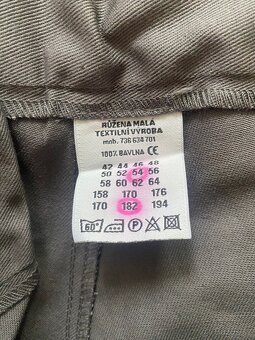 RŮŽENA MALÁ
TEXTILNÍ VÝROBA
mob. 736 634 701
100% BAVLNA CE
42 44 46 48
50 52 54 56
58 60 62 64
158 170 176
170 182 194
60° P